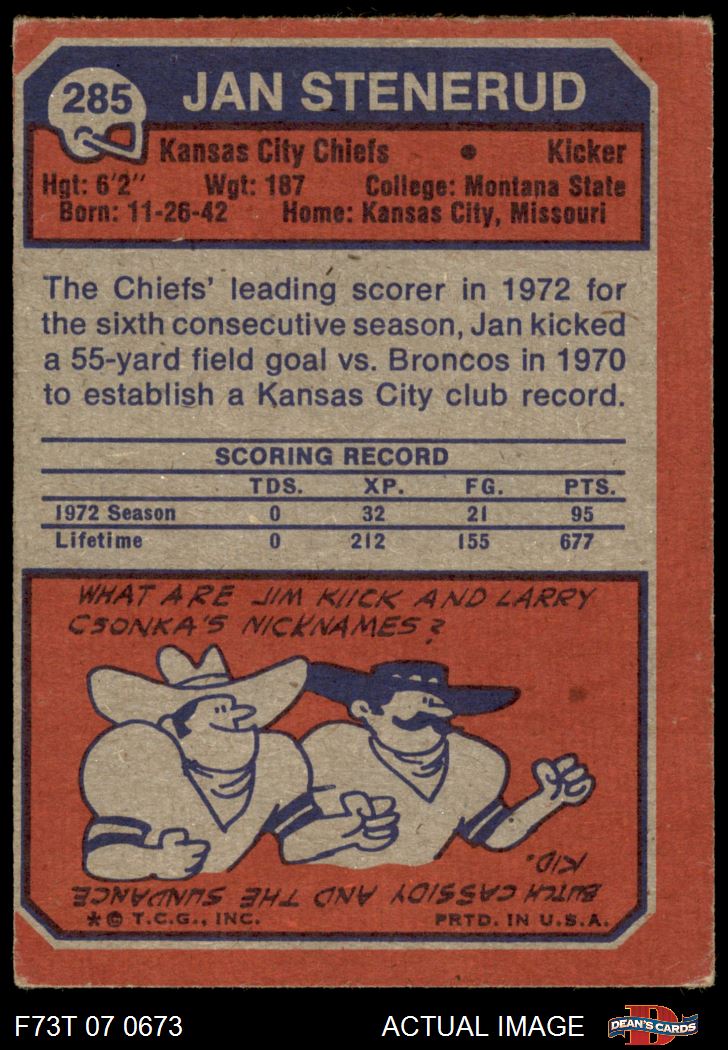 285 JAN STENERUD
Kansas City Chiefs • Kicker
Hgt: 6'2" Wgt: 187 College: Montana State
Born: 11-26-42 Home: Kansas City, Missouri
The Chiefs' leading scorer in 1972 for
the sixth consecutive season, Jan kicked
a 55-yard field goal vs. Broncos in 1970
to establish a Kansas City club record.
SCORING RECORD
TDS. XP. FG. PTS.
1972 Season 0 32 21 95
Lifetime 0 212 155 677
WHAT ARE JIM KIICK AND LARRY
CSONKA'S NICKNAMES?
BUTCH CASSIDY AND THE SUNDANCE
KID.
* © T.C.G., INC. PRTD. IN U.S.A.
F73T 07 0673 ACTUAL IMAGE D DEAN'S CARDS